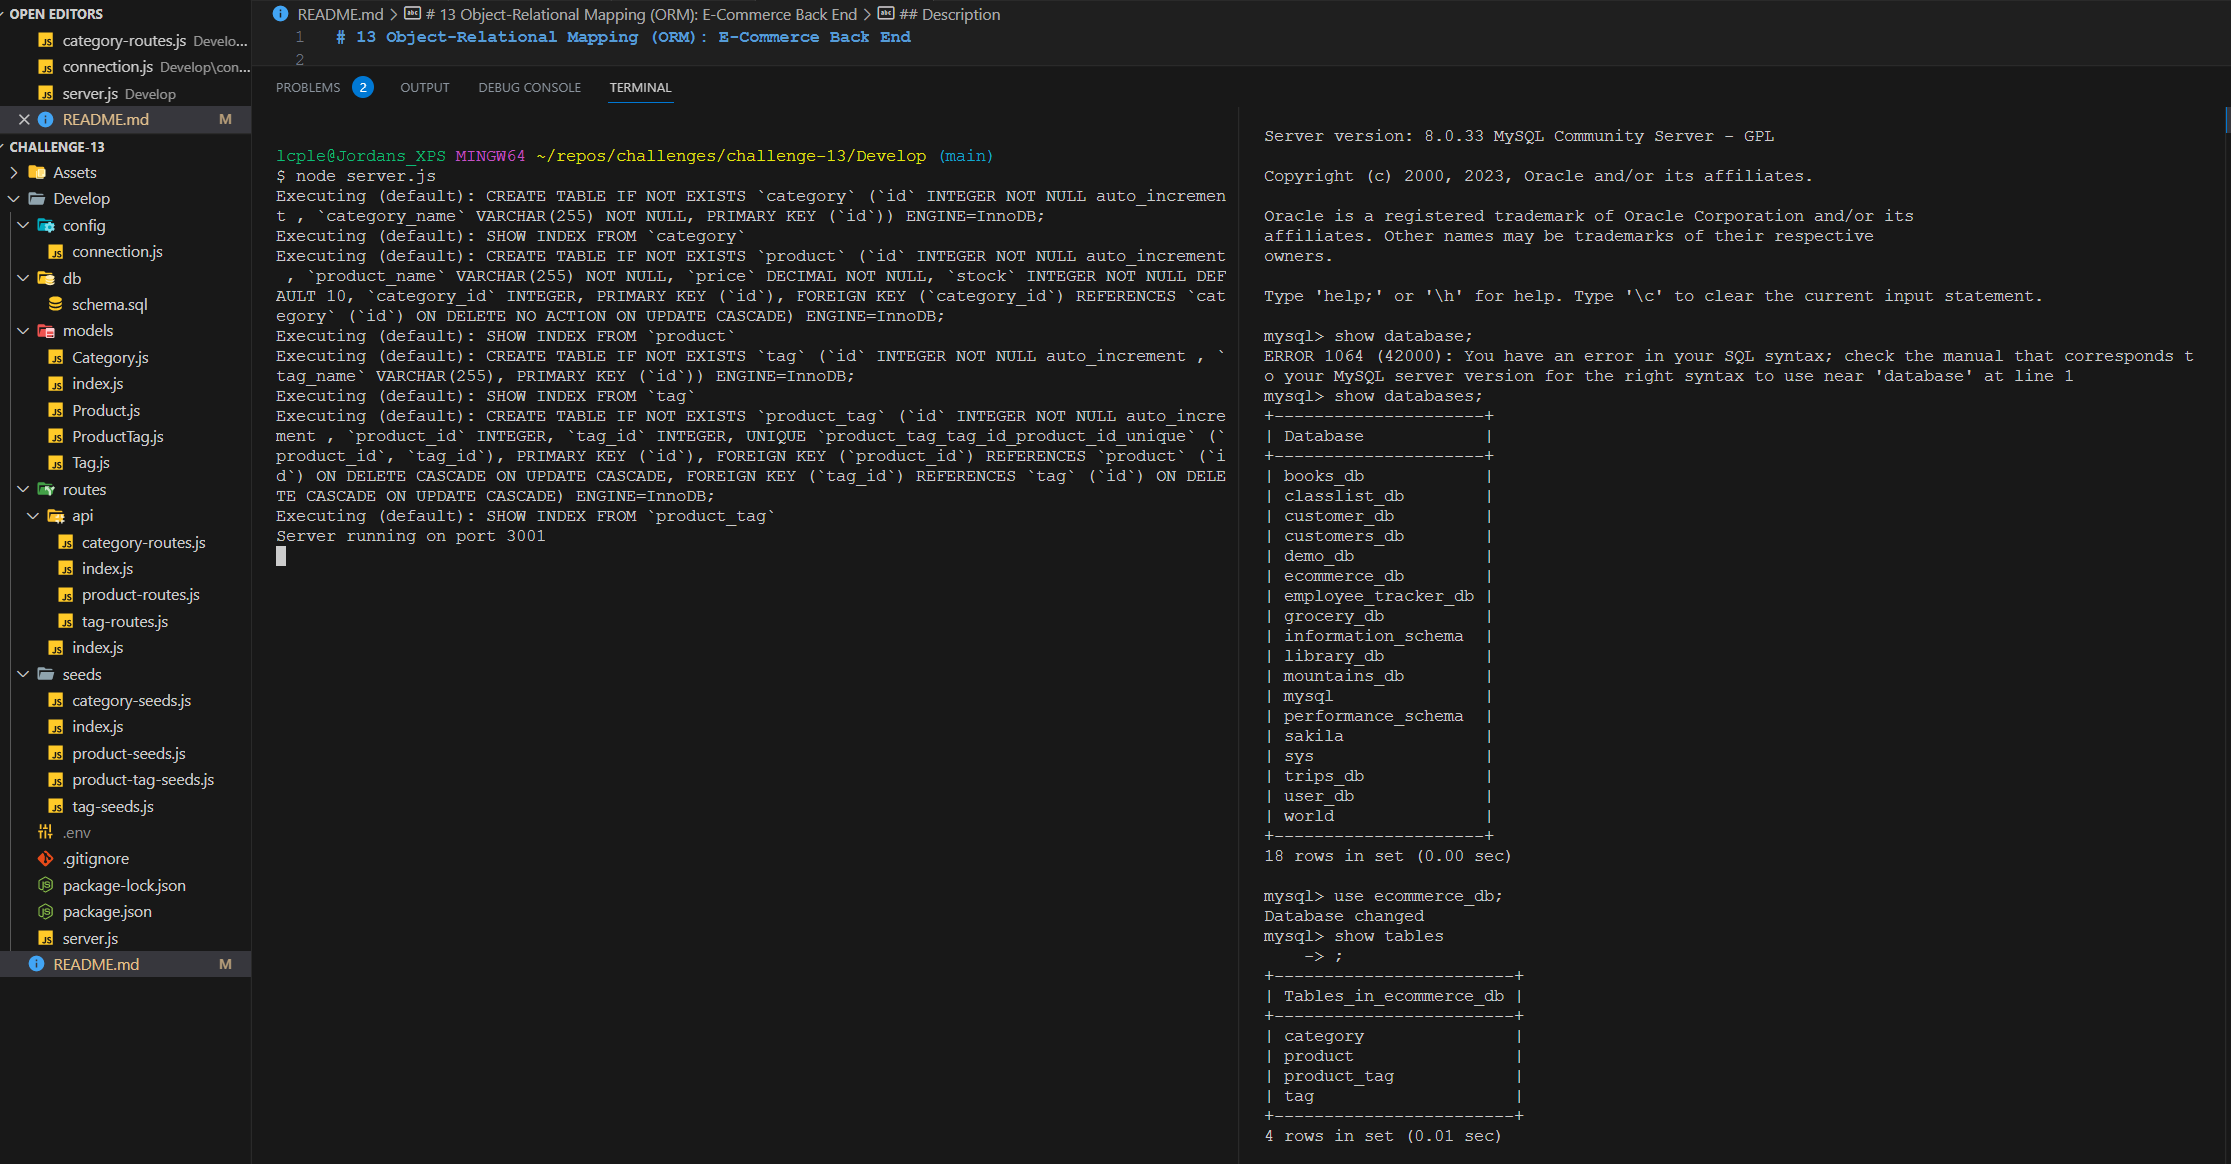 OPEN EDITORS
category-routes.js Develo...
connection.js Develop\con...
server.js Develop
README.md M
CHALLENGE-13
Assets
Develop
config
connection.js
db
schema.sql
models
Category.js
index.js
Product.js
ProductTag.js
Tag.js
routes
api
category-routes.js
index.js
product-routes.js
tag-routes.js
index.js
seeds
category-seeds.js
index.js
product-seeds.js
product-tag-seeds.js
tag-seeds.js
.env
.gitignore
package-lock.json
package.json
server.js
README.md M
README.md > # 13 Object-Relational Mapping (ORM): E-Commerce Back End > ## Description
1 # 13 Object-Relational Mapping (ORM): E-Commerce Back End
2
PROBLEMS 2 OUTPUT DEBUG CONSOLE TERMINAL
lcple@Jordans_XPS MINGW64 ~/repos/challenges/challenge-13/Develop (main)
$ node server.js
Executing (default): CREATE TABLE IF NOT EXISTS `category` (`id` INTEGER NOT NULL auto_incremen
t , `category_name` VARCHAR(255) NOT NULL, PRIMARY KEY (`id`)) ENGINE=InnoDB;
Executing (default): SHOW INDEX FROM `category`
Executing (default): CREATE TABLE IF NOT EXISTS `product` (`id` INTEGER NOT NULL auto_increment
 , `product_name` VARCHAR(255) NOT NULL, `price` DECIMAL NOT NULL, `stock` INTEGER NOT NULL DEF
AULT 10, `category_id` INTEGER, PRIMARY KEY (`id`), FOREIGN KEY (`category_id`) REFERENCES `cat
egory` (`id`) ON DELETE NO ACTION ON UPDATE CASCADE) ENGINE=InnoDB;
Executing (default): SHOW INDEX FROM `product`
Executing (default): CREATE TABLE IF NOT EXISTS `tag` (`id` INTEGER NOT NULL auto_increment , `
tag_name` VARCHAR(255), PRIMARY KEY (`id`)) ENGINE=InnoDB;
Executing (default): SHOW INDEX FROM `tag`
Executing (default): CREATE TABLE IF NOT EXISTS `product_tag` (`id` INTEGER NOT NULL auto_incre
ment , `product_id` INTEGER, `tag_id` INTEGER, UNIQUE `product_tag_tag_id_product_id_unique` (`
product_id`, `tag_id`), PRIMARY KEY (`id`), FOREIGN KEY (`product_id`) REFERENCES `product` (`i
d`) ON DELETE CASCADE ON UPDATE CASCADE, FOREIGN KEY (`tag_id`) REFERENCES `tag` (`id`) ON DELE
TE CASCADE ON UPDATE CASCADE) ENGINE=InnoDB;
Executing (default): SHOW INDEX FROM `product_tag`
Server running on port 3001
Server version: 8.0.33 MySQL Community Server - GPL
Copyright (c) 2000, 2023, Oracle and/or its affiliates.
Oracle is a registered trademark of Oracle Corporation and/or its
affiliates. Other names may be trademarks of their respective
owners.
Type 'help;' or '\h' for help. Type '\c' to clear the current input statement.
mysql> show database;
ERROR 1064 (42000): You have an error in your SQL syntax; check the manual that corresponds t
o your MySQL server version for the right syntax to use near 'database' at line 1
mysql> show databases;
+---------------------+
| Database            |
+---------------------+
| books_db            |
| classlist_db        |
| customer_db         |
| customers_db        |
| demo_db             |
| ecommerce_db        |
| employee_tracker_db |
| grocery_db          |
| information_schema  |
| library_db          |
| mountains_db        |
| mysql               |
| performance_schema  |
| sakila              |
| sys                 |
| trips_db            |
| user_db             |
| world               |
+---------------------+
18 rows in set (0.00 sec)
mysql> use ecommerce_db;
Database changed
mysql> show tables
    -> ;
+------------------------+
| Tables_in_ecommerce_db |
+------------------------+
| category               |
| product                |
| product_tag            |
| tag                    |
+------------------------+
4 rows in set (0.01 sec)